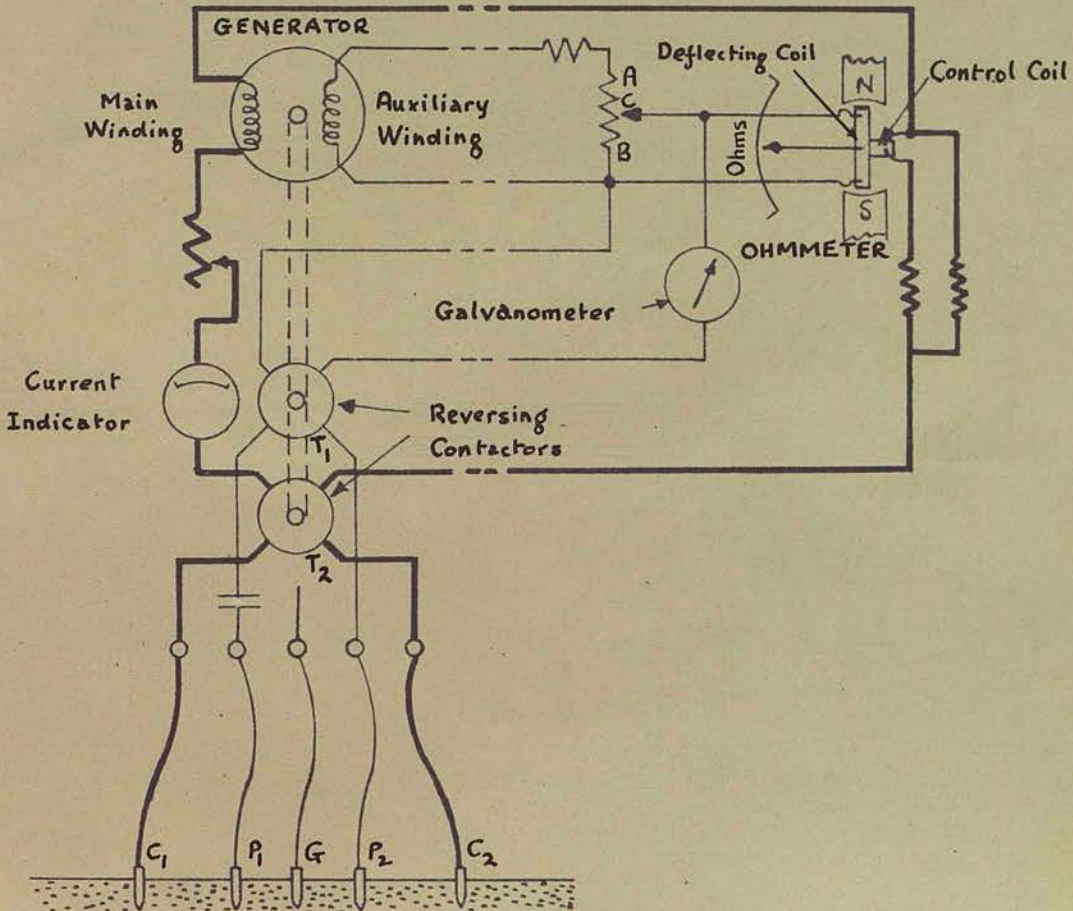 GENERATOR
Main
Winding
Auxiliary
Winding
A
C
B
Deflecting Coil
N
Control Coil
Ohms
S
OHMMETER
Galvanometer
Current
Indicator
Reversing
Contactors
T₁
T₂
C₁ P₁ G P₂ C₂